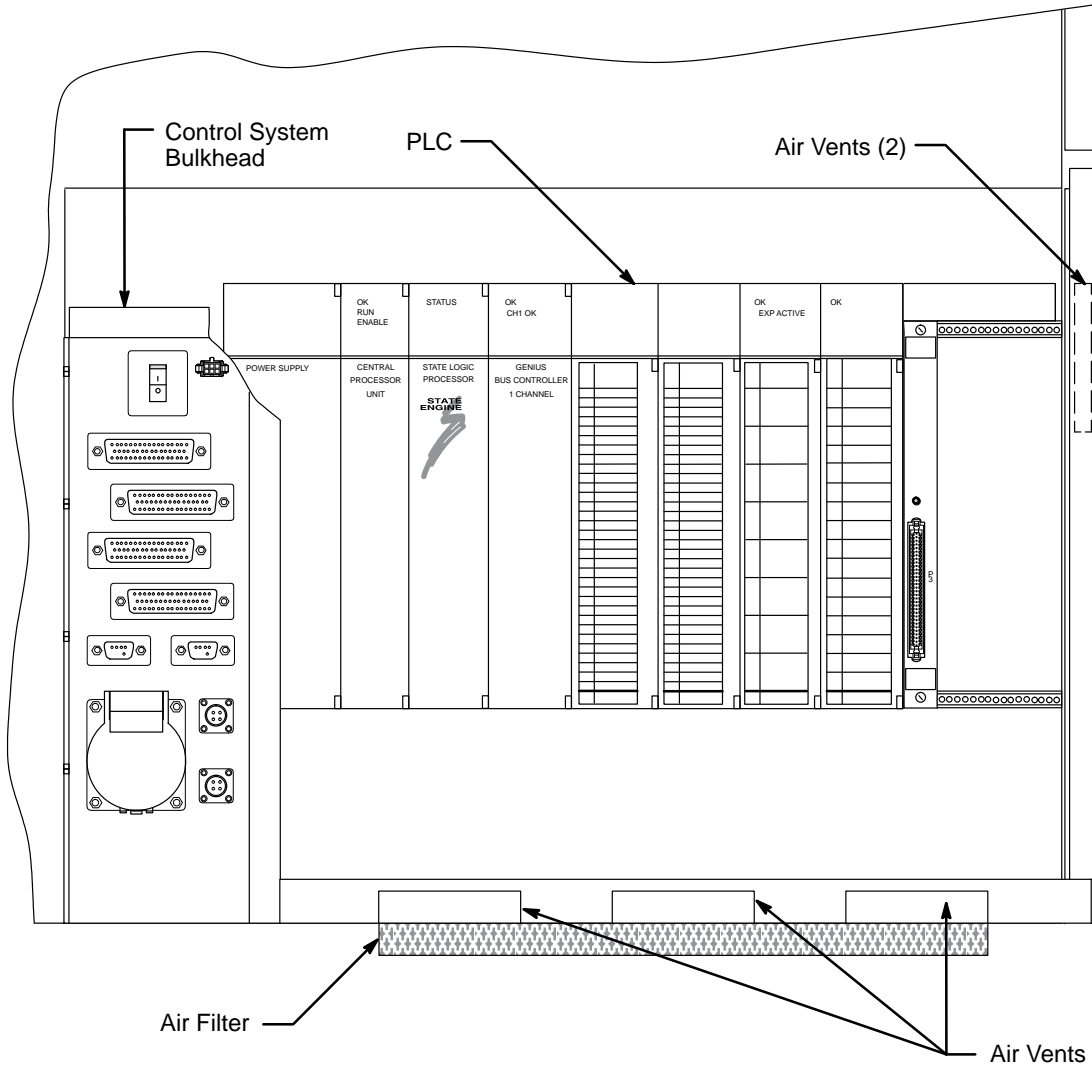 Control System
Bulkhead
PLC
Air Vents (2)
OK
RUN
ENABLE
STATUS
OK
CH1 OK
OK
EXP ACTIVE
OK
POWER SUPPLY
CENTRAL
PROCESSOR
UNIT
STATE LOGIC
PROCESSOR
STATE
ENGINE
GENIUS
BUS CONTROLLER
1 CHANNEL
I
O
P3
Air Filter
Air Vents